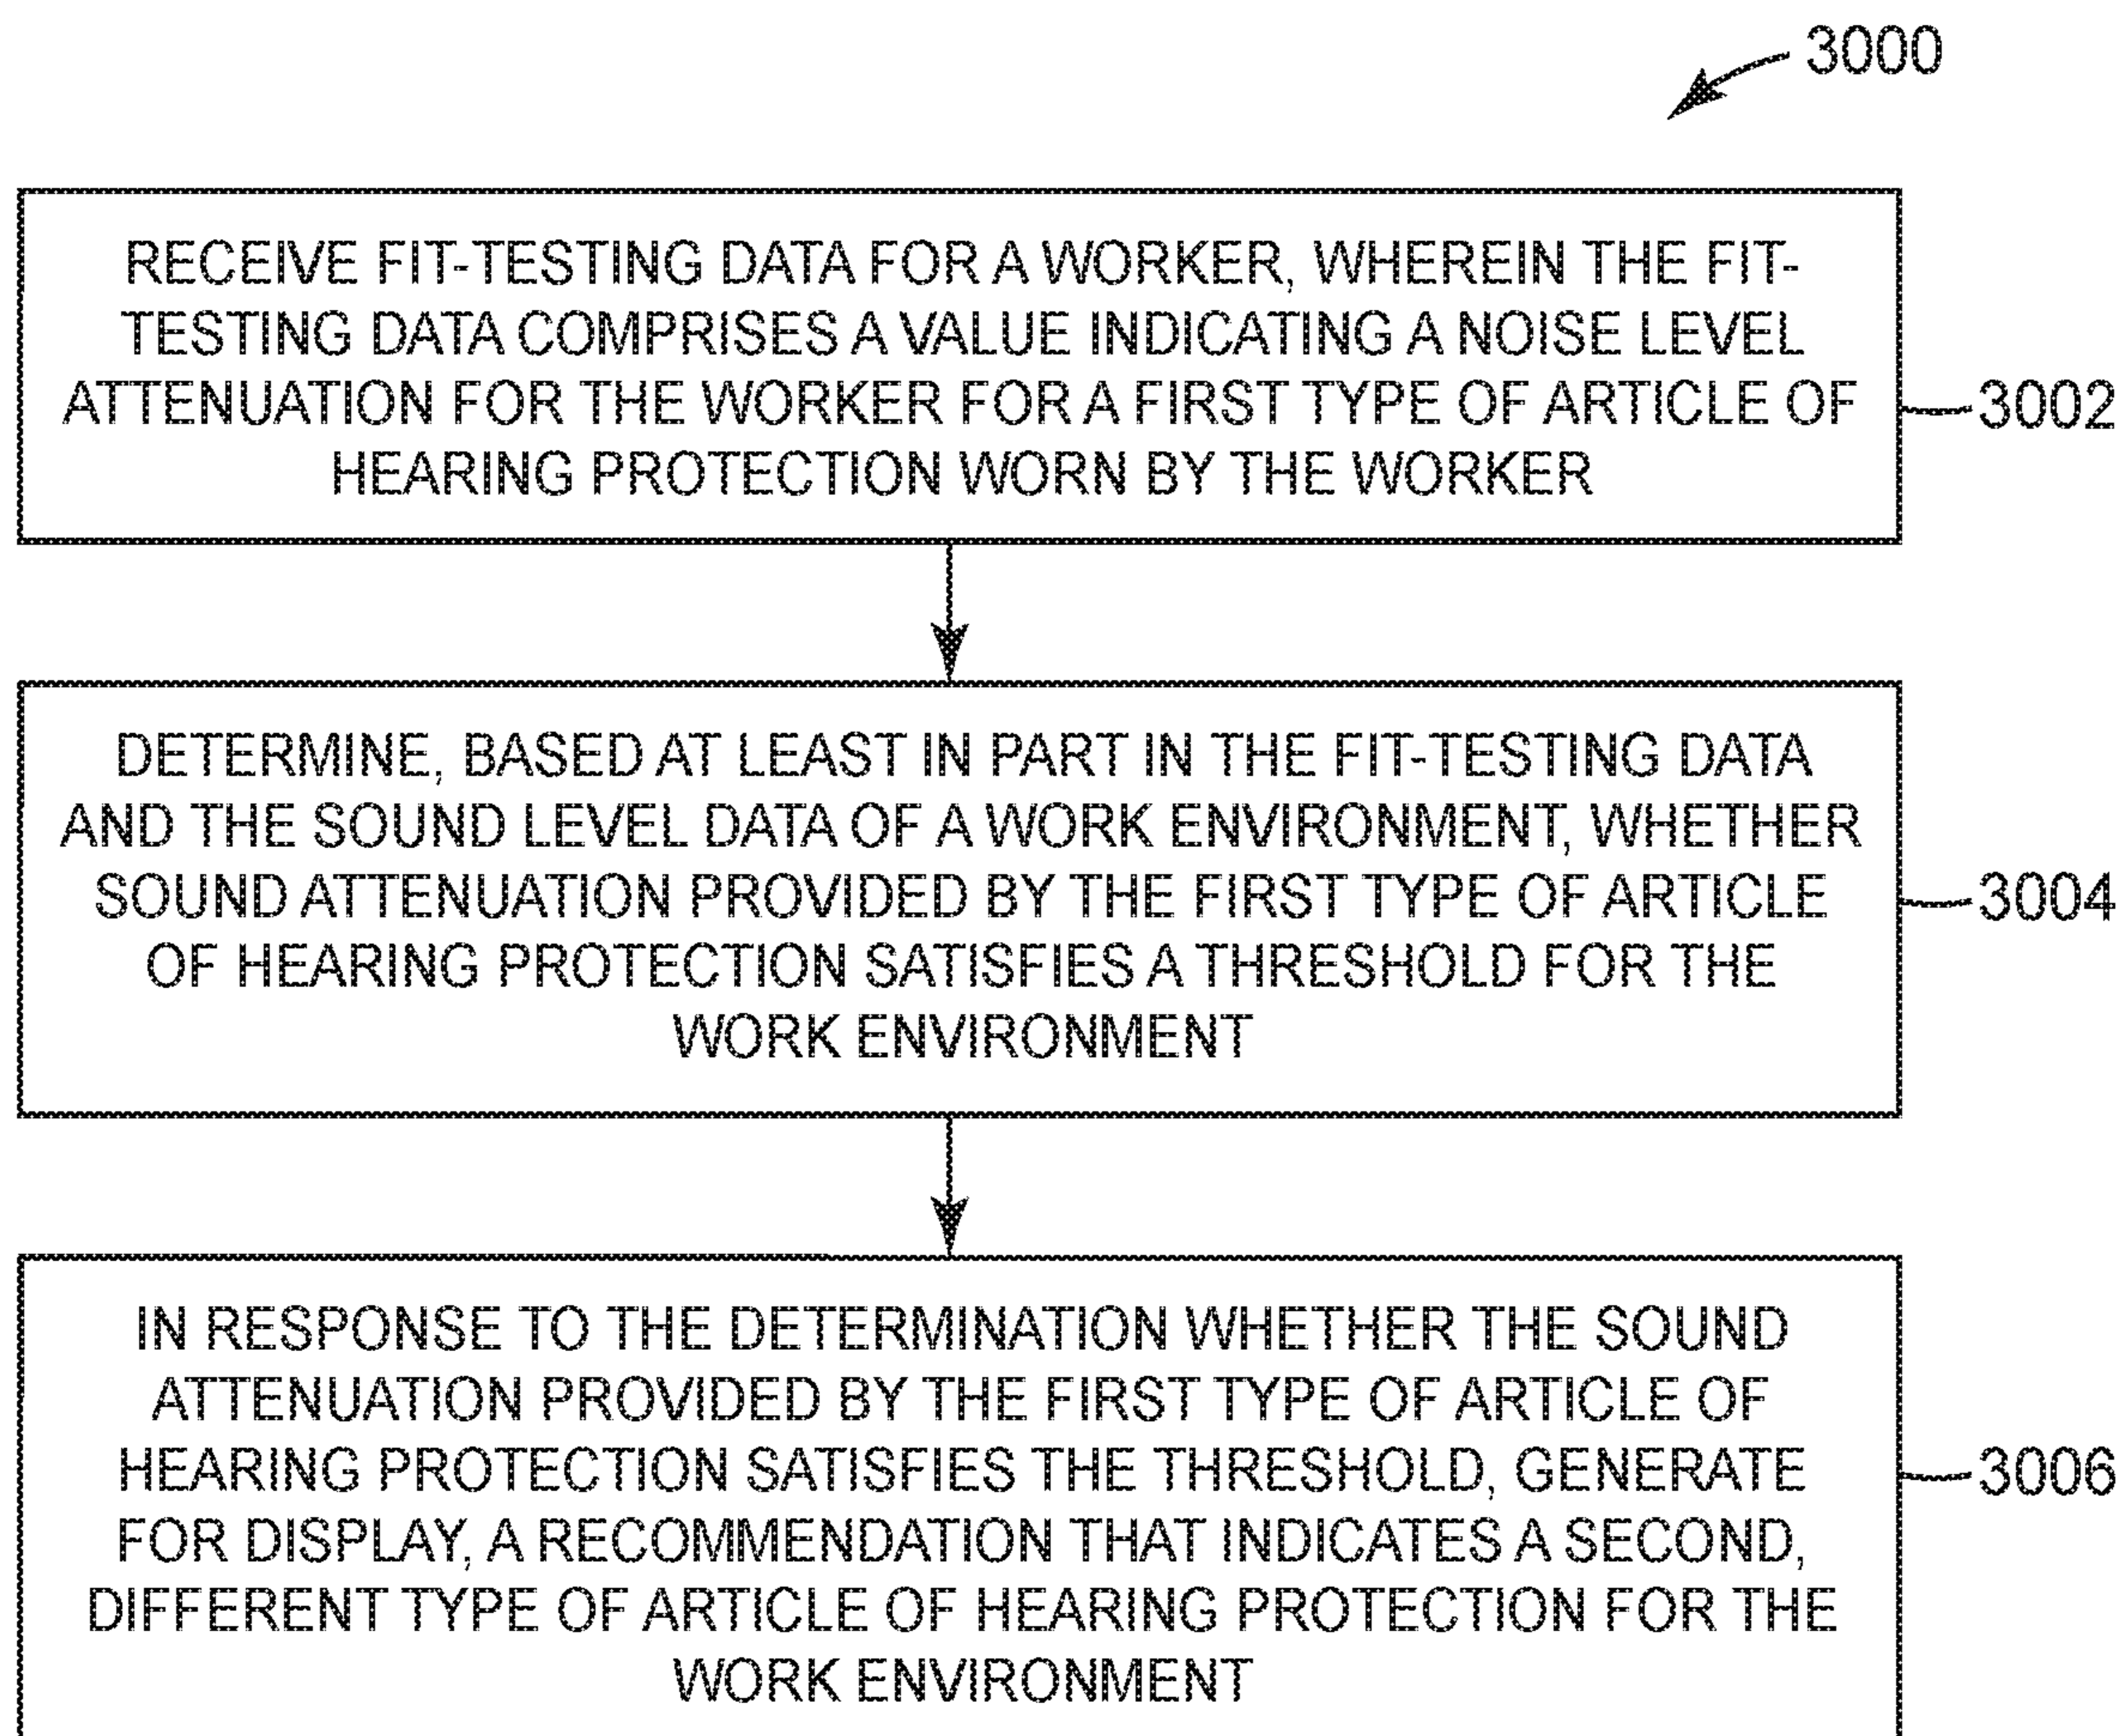 3000
RECEIVE FIT-TESTING DATA FOR A WORKER, WHEREIN THE FIT-
TESTING DATA COMPRISES A VALUE INDICATING A NOISE LEVEL
ATTENUATION FOR THE WORKER FOR A FIRST TYPE OF ARTICLE OF
HEARING PROTECTION WORN BY THE WORKER
3002
DETERMINE, BASED AT LEAST IN PART IN THE FIT-TESTING DATA
AND THE SOUND LEVEL DATA OF A WORK ENVIRONMENT, WHETHER
SOUND ATTENUATION PROVIDED BY THE FIRST TYPE OF ARTICLE
OF HEARING PROTECTION SATISFIES A THRESHOLD FOR THE
WORK ENVIRONMENT
3004
IN RESPONSE TO THE DETERMINATION WHETHER THE SOUND
ATTENUATION PROVIDED BY THE FIRST TYPE OF ARTICLE OF
HEARING PROTECTION SATISFIES THE THRESHOLD, GENERATE
FOR DISPLAY, A RECOMMENDATION THAT INDICATES A SECOND,
DIFFERENT TYPE OF ARTICLE OF HEARING PROTECTION FOR THE
WORK ENVIRONMENT
3006